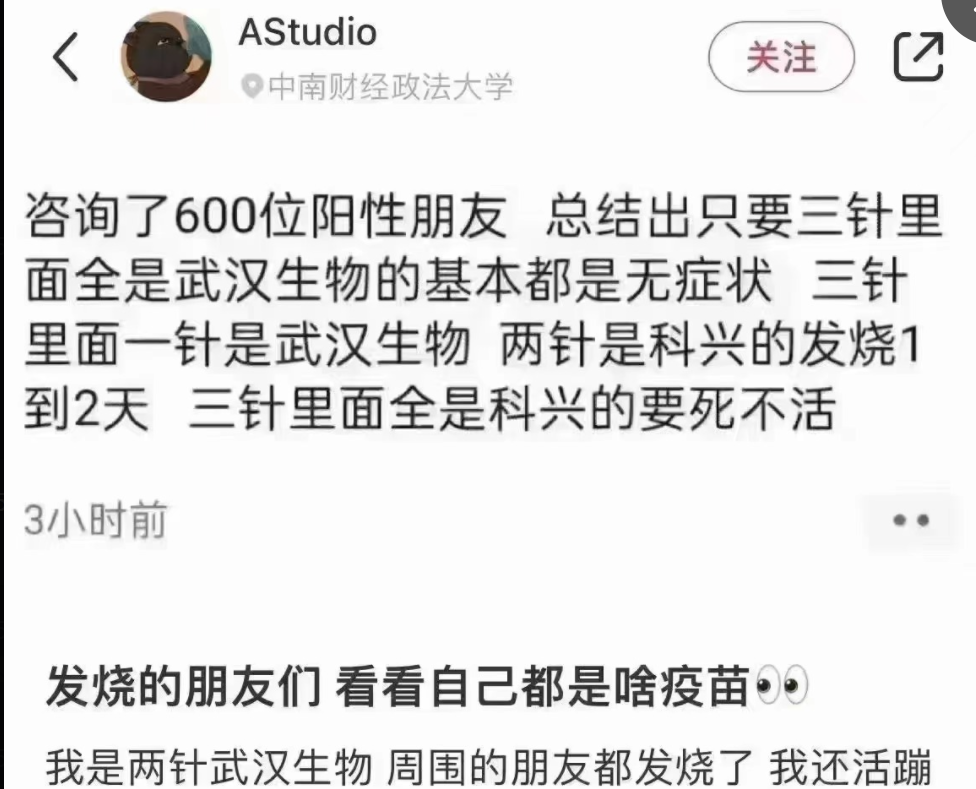 AStudio
中南财经政法大学
关注
咨询了600位阳性朋友 总结出只要三针里
面全是武汉生物的基本都是无症状 三针
里面一针是武汉生物 两针是科兴的发烧1
到2天 三针里面全是科兴的要死不活
3小时前
发烧的朋友们 看看自己都是啥疫苗👀
我是两针武汉生物 周围的朋友都发烧了 我还活蹦